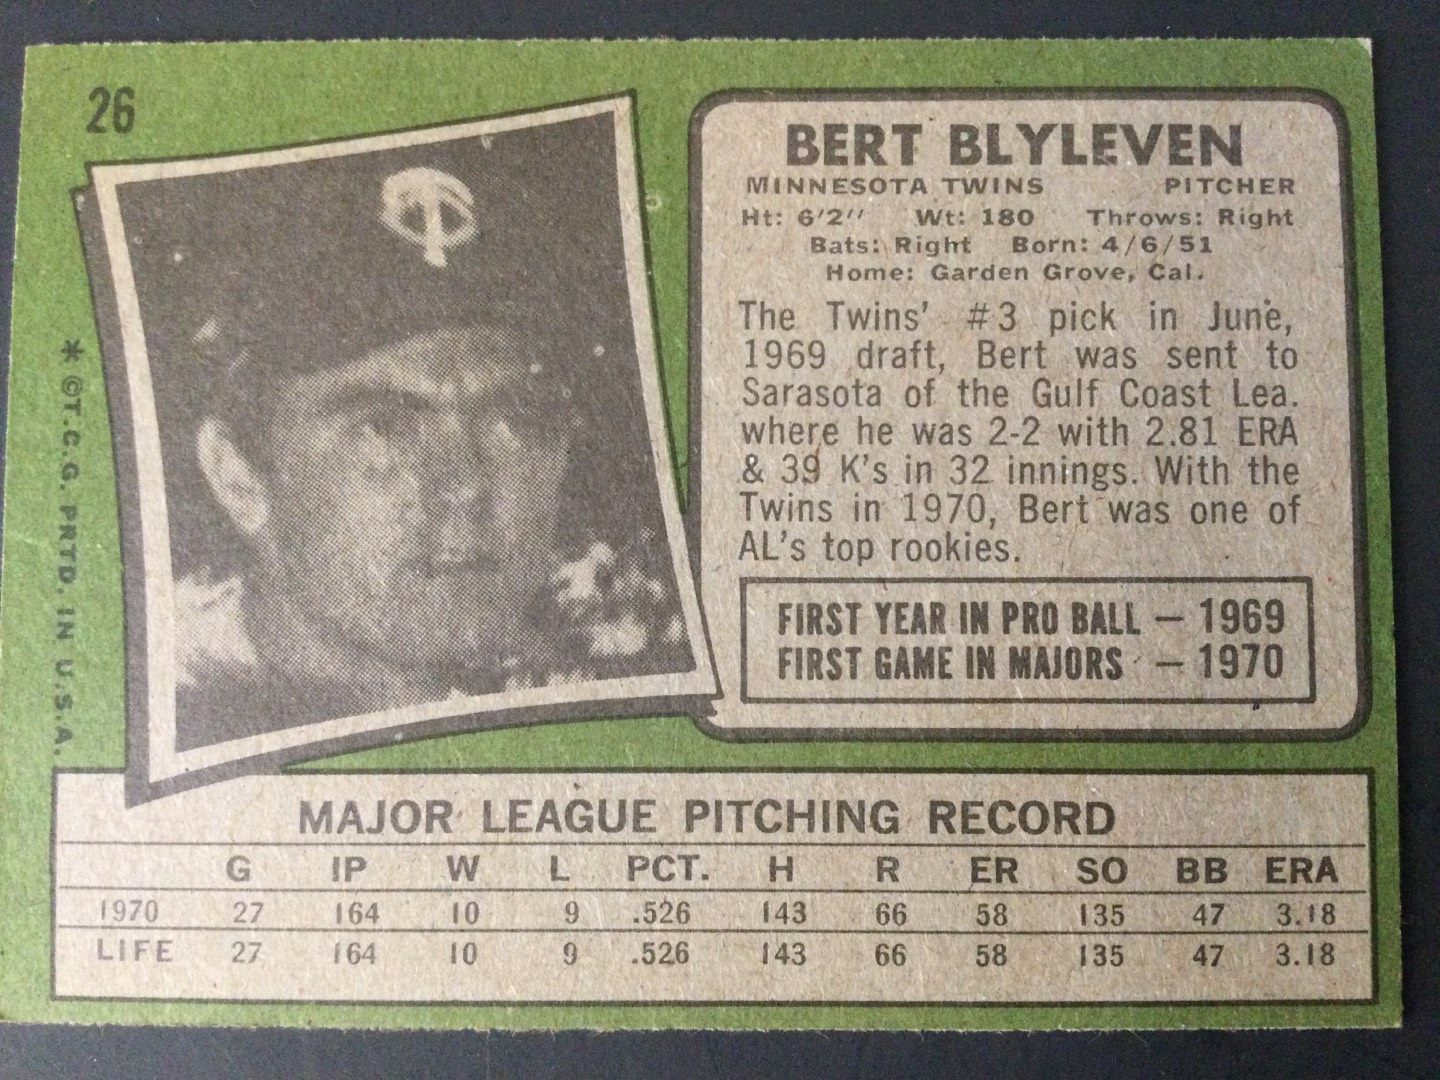 26
* ©T.C.G. PRTD. IN U.S.A.
BERT BLYLEVEN
MINNESOTA TWINS PITCHER
Ht: 6'2" Wt: 180 Throws: Right
Bats: Right Born: 4/6/51
Home: Garden Grove, Cal.
The Twins' #3 pick in June,
1969 draft, Bert was sent to
Sarasota of the Gulf Coast Lea.
where he was 2-2 with 2.81 ERA
& 39 K's in 32 innings. With the
Twins in 1970, Bert was one of
AL's top rookies.
FIRST YEAR IN PRO BALL — 1969
FIRST GAME IN MAJORS — 1970
MAJOR LEAGUE PITCHING RECORD
G IP W L PCT. H R ER SO BB ERA
1970 27 164 10 9 .526 143 66 58 135 47 3.18
LIFE 27 164 10 9 .526 143 66 58 135 47 3.18